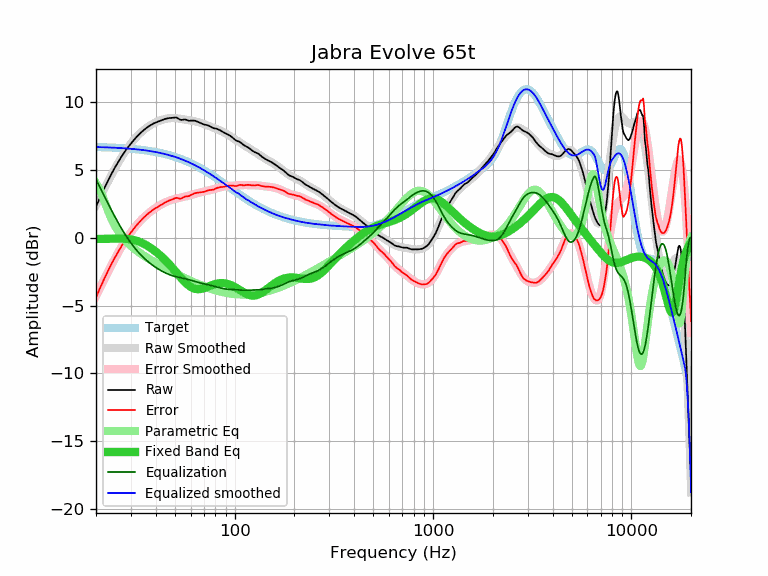 Jabra Evolve 65t
Amplitude (dBr)
10
5
0
−5
−10
−15
−20
Target
Raw Smoothed
Error Smoothed
Raw
Error
Parametric Eq
Fixed Band Eq
Equalization
Equalized smoothed
100
1000
10000
Frequency (Hz)